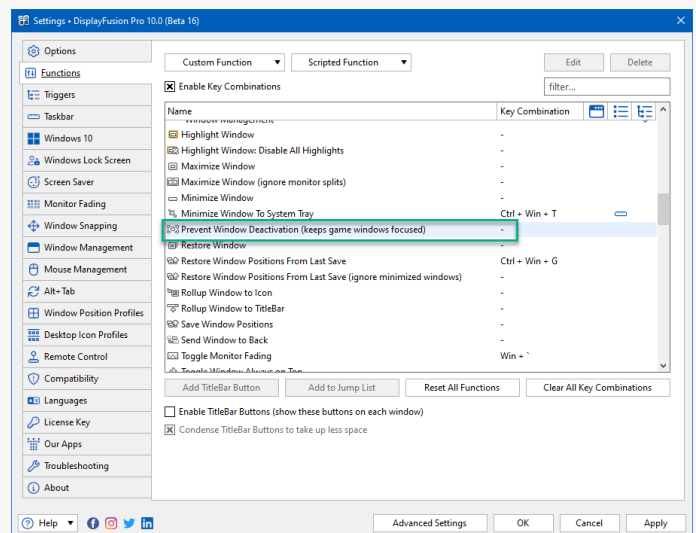 Settings • DisplayFusion Pro 10.0 (Beta 16)
Options
Functions
Triggers
Taskbar
Windows 10
Windows Lock Screen
Screen Saver
Monitor Fading
Window Snapping
Window Management
Mouse Management
Alt+Tab
Window Position Profiles
Desktop Icon Profiles
Remote Control
Compatibility
Languages
License Key
Our Apps
Troubleshooting
About
Custom Function Scripted Function Edit Delete
Enable Key Combinations filter...
Name Key Combination
Window Management
Highlight Window -
Highlight Window: Disable All Highlights -
Maximize Window -
Maximize Window (ignore monitor splits) -
Minimize Window -
Minimize Window To System Tray Ctrl + Win + T
Prevent Window Deactivation (keeps game windows focused) -
Restore Window -
Restore Window Positions From Last Save Ctrl + Win + G
Restore Window Positions From Last Save (ignore minimized windows) -
Rollup Window to Icon -
Rollup Window to TitleBar -
Save Window Positions -
Send Window to Back -
Toggle Monitor Fading Win + `
Toggle Window Always on Top
Add TitleBar Button Add to Jump List Reset All Functions Clear All Key Combinations
Enable TitleBar Buttons (show these buttons on each window)
Condense TitleBar Buttons to take up less space
Help Advanced Settings OK Cancel Apply